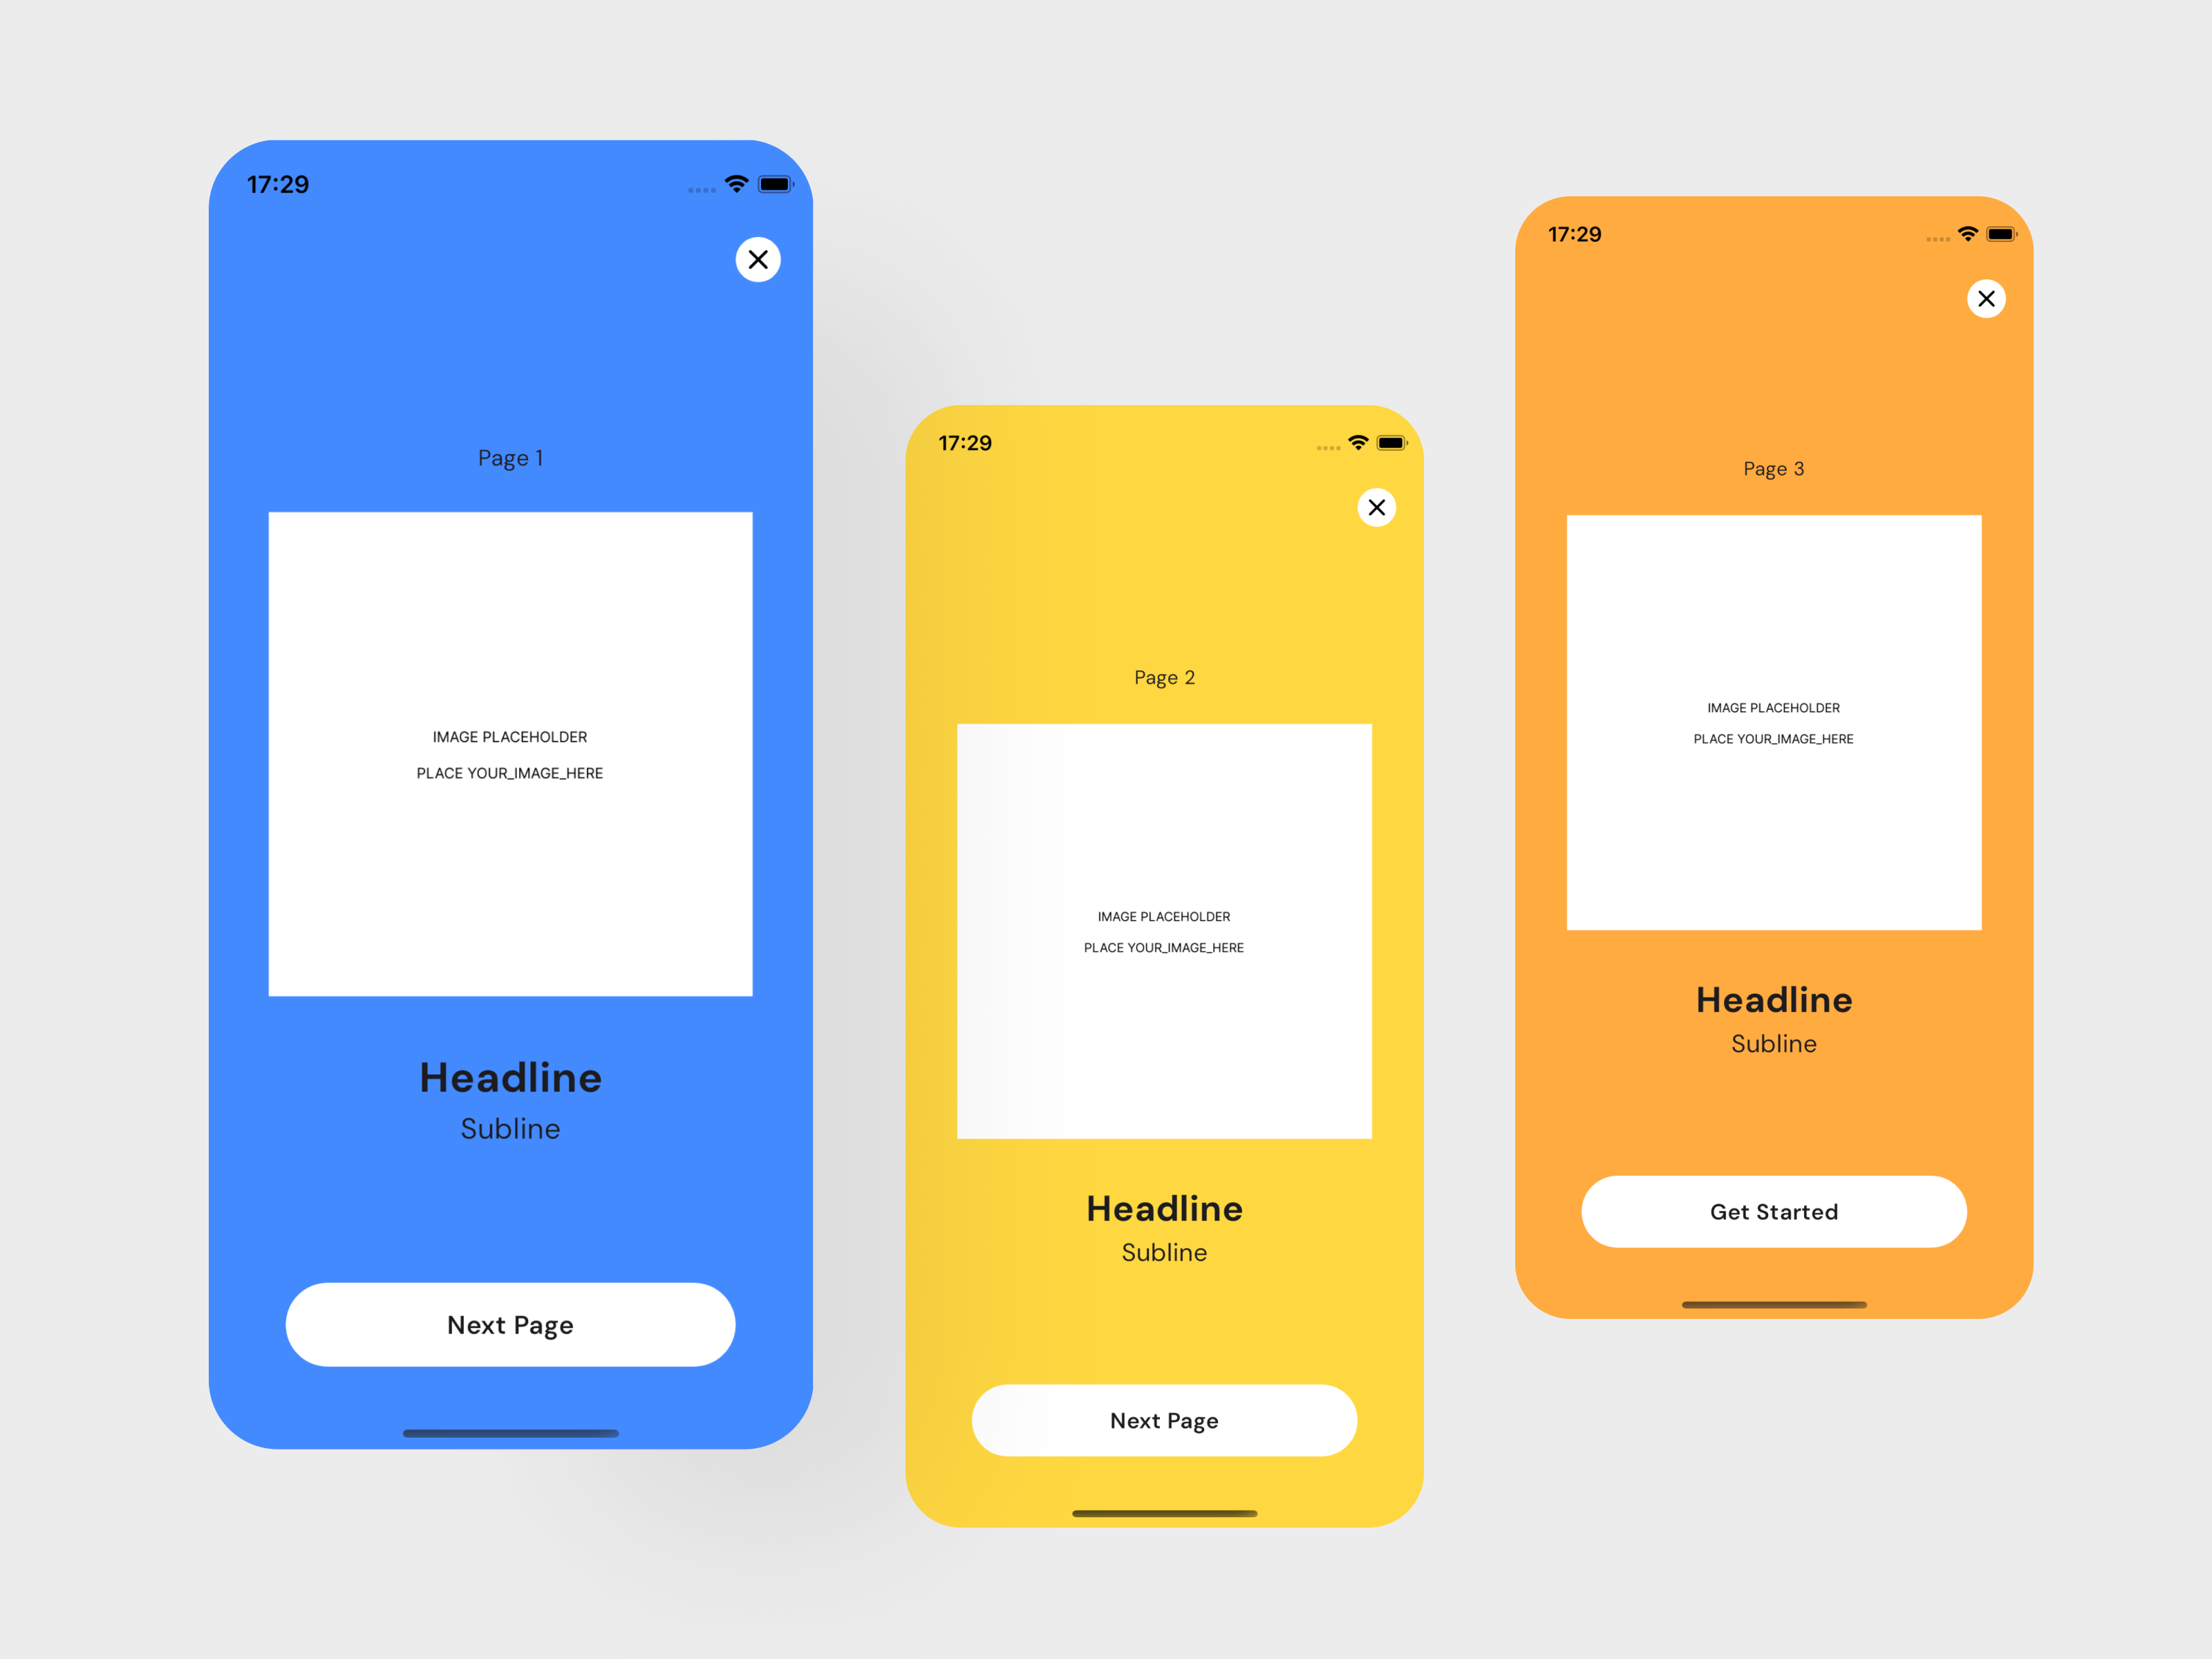 17:29
Page 1
IMAGE PLACEHOLDER
PLACE YOUR_IMAGE_HERE
Headline
Subline
Next Page
17:29
Page 2
IMAGE PLACEHOLDER
PLACE YOUR_IMAGE_HERE
Headline
Subline
Next Page
17:29
Page 3
IMAGE PLACEHOLDER
PLACE YOUR_IMAGE_HERE
Headline
Subline
Get Started